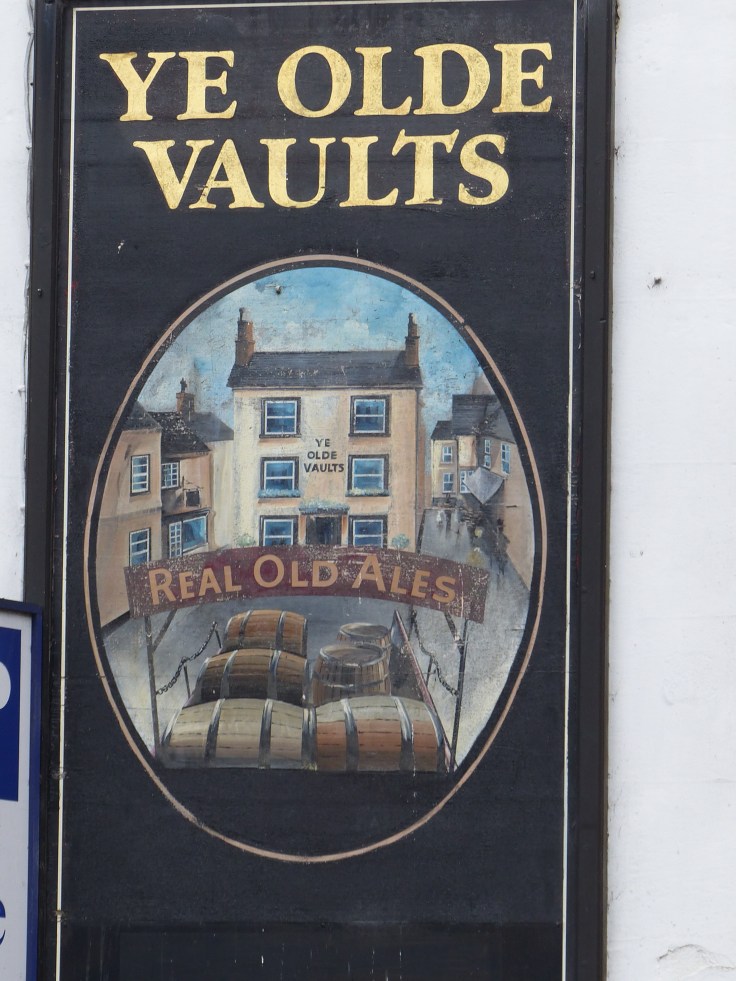 YE OLDE
VAULTS
YE
OLDE
VAULTS
REAL OLD ALES